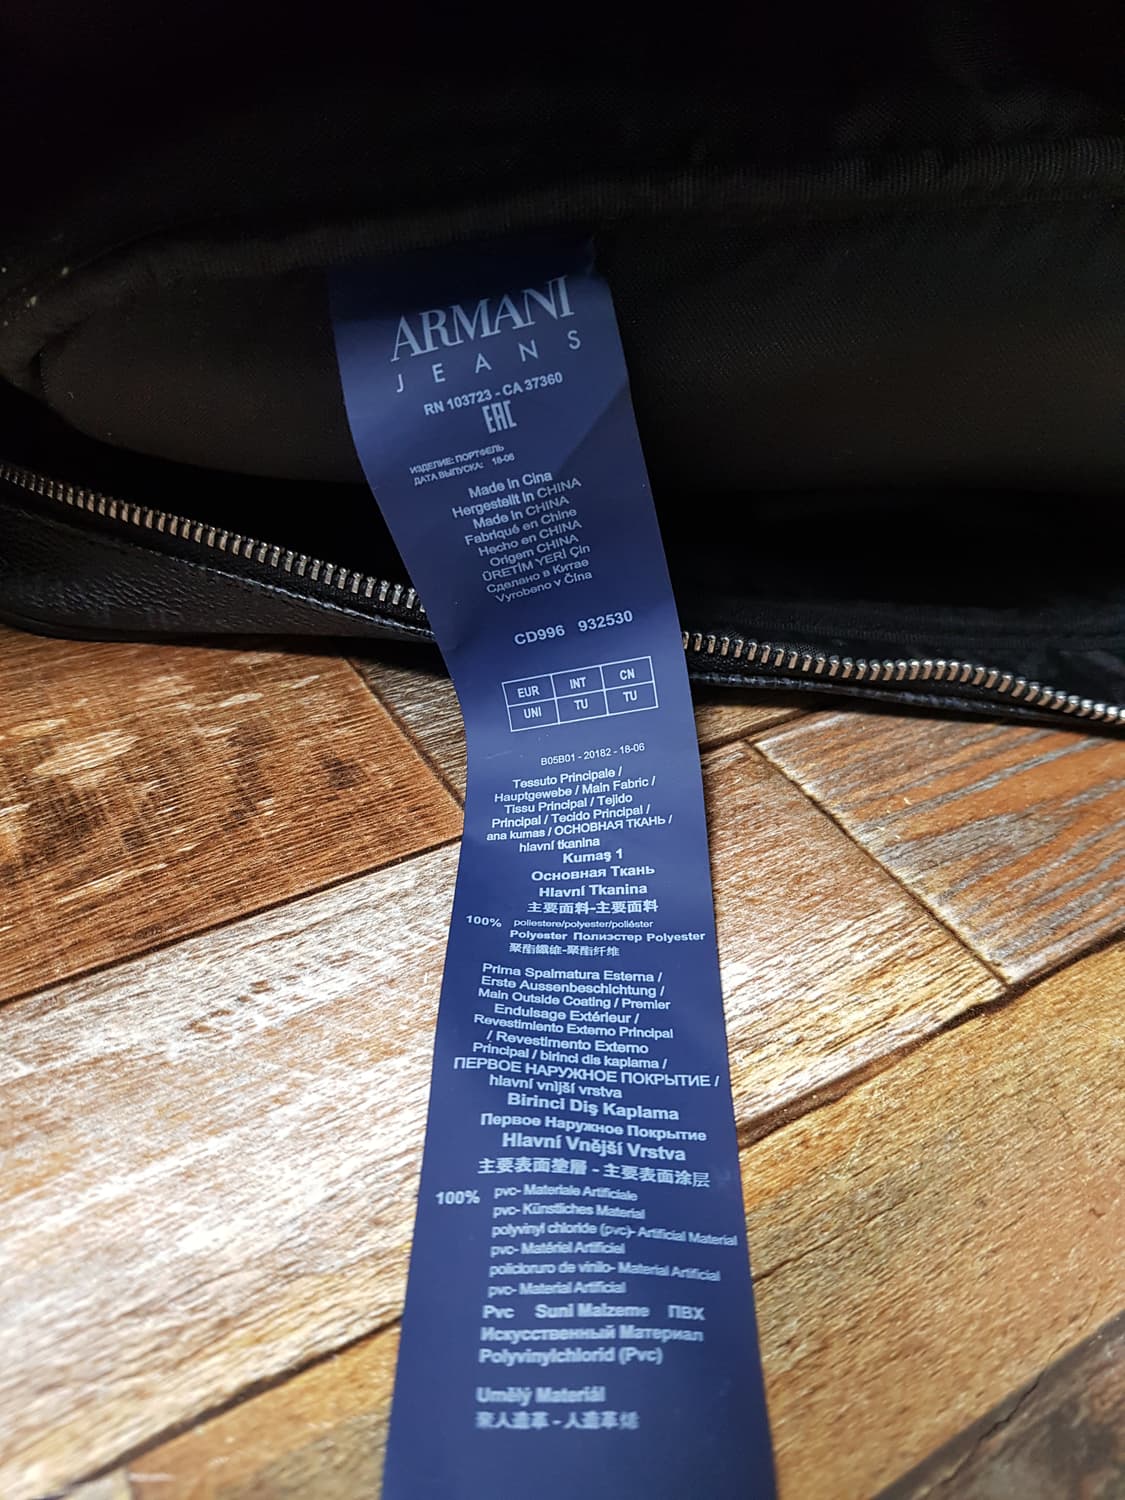 ARMANI
JEANS
RN 103723 - CA 37360
EAC
ИЗДЕЛИЕ: ПОРТФЕЛЬ
ДАТА ВЫПУСКА: 18-06
Made in Cina
Hergestellt in CHINA
Made in CHINA
Fabriqué en Chine
Hecho en CHINA
Origem CHINA
ÜRETİM YERİ Çin
Сделано в Китае
Vyrobeno v Čína
CD996 932530
EUR INT CN
UNI TU TU
B05B01 - 20182 - 18-06
Tessuto Principale /
Hauptgewebe / Main Fabric /
Tissu Principal / Tejido
Principal / Tecido Principal /
ana kumas / ОСНОВНАЯ ТКАНЬ /
hlavní tkanina
Kumaş 1
Основная Ткань
Hlavní Tkanina
主要面料-主要面料
100% poliestere/polyester/poliéster
Polyester Полиэстер Polyester
聚酯纖維-聚酯纤维
Prima Spalmatura Esterna /
Erste Aussenbeschichtung /
Main Outside Coating / Premier
Enduisage Extérieur /
Revestimiento Externo Principal
/ Revestimento Externo
Principal / birinci dis kaplama /
ПЕРВОЕ НАРУЖНОЕ ПОКРЫТИЕ /
hlavní vnější vrstva
Birinci Diş Kaplama
Первое Наружное Покрытие
Hlavní Vnější Vrstva
主要表面塗層 - 主要表面涂层
100% pvc- Materiale Artificiale
pvc- Künstliches Material
polyvinyl chloride (pvc)- Artificial Material
pvc- Matériel Artificiel
policloruro de vinilo- Material Artificial
pvc- Material Artificial
Pvc Suni Malzeme ПВХ
Искусственный Материал
Polyvinylchlorid (Pvc)
Umělý Materiál
人造革 - 人造革